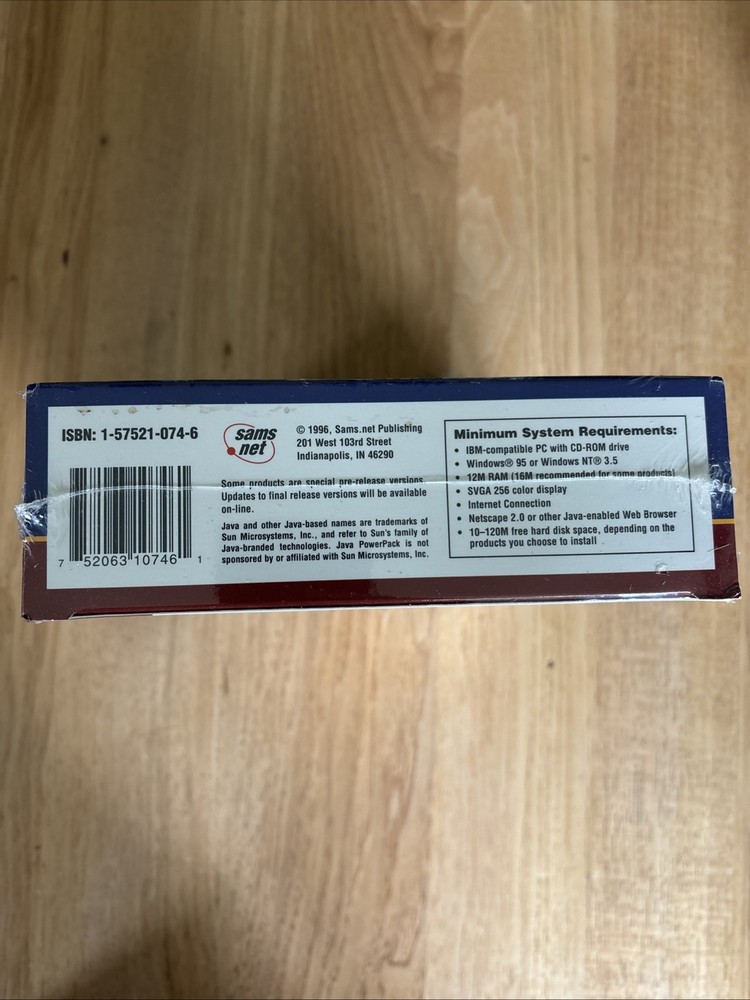 ISBN: 1-57521-074-6
7 52063 10746 1
sams
.net
© 1996, Sams.net Publishing
201 West 103rd Street
Indianapolis, IN 46290
Some products are special pre-release versions.
Updates to final release versions will be available
on-line.
Java and other Java-based names are trademarks of
Sun Microsystems, Inc., and refer to Sun's family of
Java-branded technologies. Java PowerPack is not
sponsored by or affiliated with Sun Microsystems, Inc.
Minimum System Requirements:
• IBM-compatible PC with CD-ROM drive
• Windows® 95 or Windows NT® 3.5
• 12M RAM (16M recommended for some products)
• SVGA 256 color display
• Internet Connection
• Netscape 2.0 or other Java-enabled Web Browser
• 10–120M free hard disk space, depending on the
products you choose to install